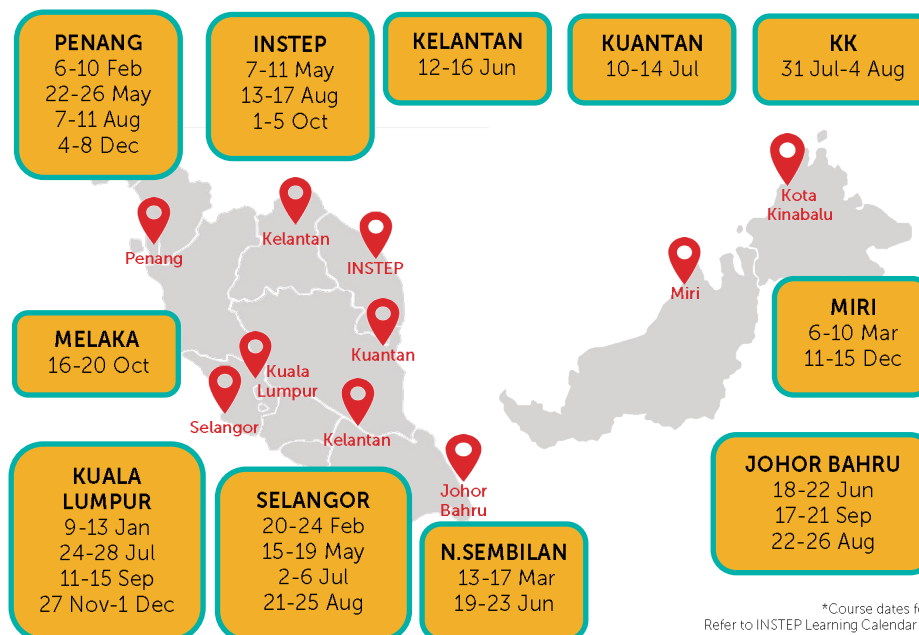 PENANG
6-10 Feb
22-26 May
7-11 Aug
4-8 Dec
INSTEP
7-11 May
13-17 Aug
1-5 Oct
KELANTAN
12-16 Jun
KUANTAN
10-14 Jul
KK
31 Jul-4 Aug
Penang
Kelantan
INSTEP
Kuantan
Kuala
Lumpur
Selangor
Kelantan
Johor
Bahru
Kota
Kinabalu
Miri
MELAKA
16-20 Oct
MIRI
6-10 Mar
11-15 Dec
KUALA
LUMPUR
9-13 Jan
24-28 Jul
11-15 Sep
27 Nov-1 Dec
SELANGOR
20-24 Feb
15-19 May
2-6 Jul
21-25 Aug
N.SEMBILAN
13-17 Mar
19-23 Jun
JOHOR BAHRU
18-22 Jun
17-21 Sep
22-26 Aug
*Course dates
Refer to INSTEP Learning Calendar